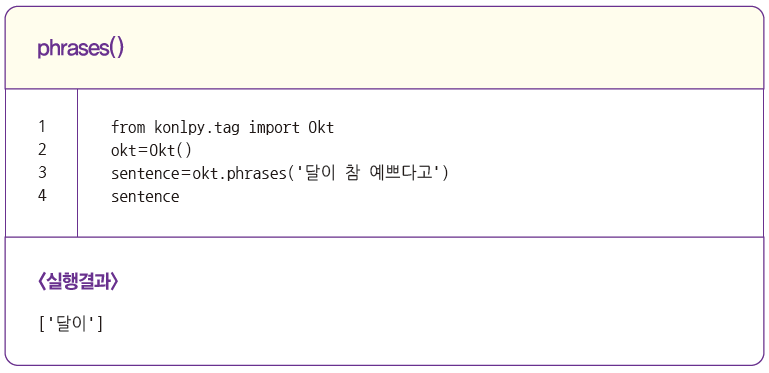 phrases()
1 from konlpy.tag import Okt
2 okt=Okt()
3 sentence=okt.phrases('달이 참 예쁘다고')
4 sentence
<실행결과>
['달이']